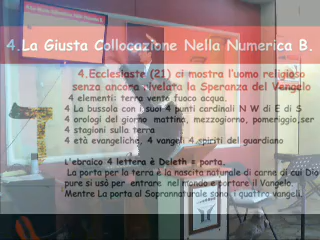 4.La Giusta Collocazione Nella Numerica B.
4.Ecclesiaste (21) ci mostra l'uomo religioso
senza ancora rivelata la Speranza del Vangelo
4 elementi: terra vento fuoco acqua.
4 La bussola con i suoi 4 punti cardinali N W di E di S
4 orologi del giorno mattino, mezzogiorno, pomeriggio,ser
4 stagioni sulla terra
4 età evangeliche, 4 vangeli 4 spiriti del guardiano
L'ebraico 4 lettera è Deleth = porta.
La porta per la terra è la nascita naturale di carne di cui Dio
pure si usò per entrare nel mondo e portare il Vangelo.
Mentre La porta al Soprannaturale sono i quattro vangeli.